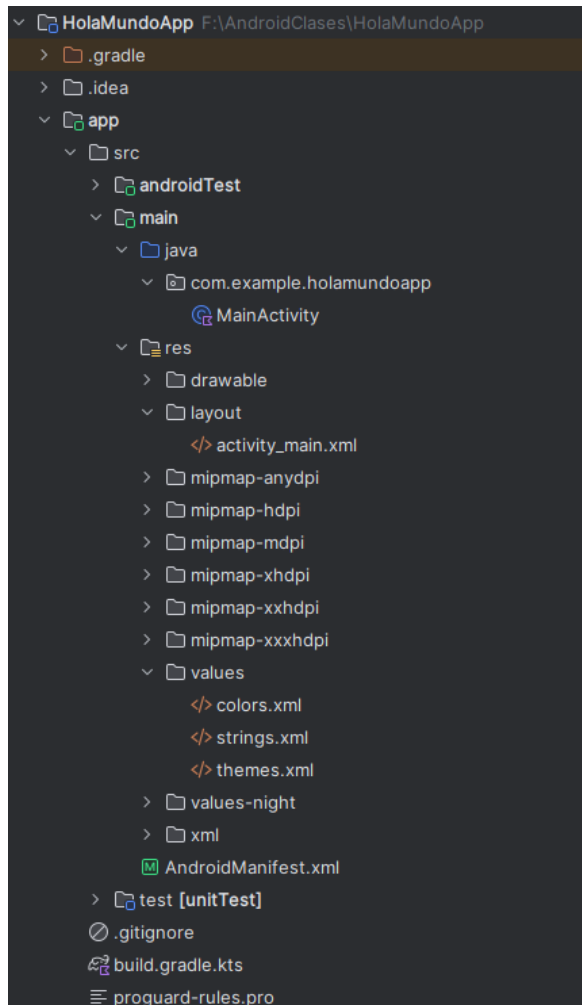 HolaMundoApp F:\AndroidClases\HolaMundoApp
.gradle
.idea
app
src
androidTest
main
java
com.example.holamundoapp
MainActivity
res
drawable
layout
</> activity_main.xml
mipmap-anydpi
mipmap-hdpi
mipmap-mdpi
mipmap-xhdpi
mipmap-xxhdpi
mipmap-xxxhdpi
values
</> colors.xml
</> strings.xml
</> themes.xml
values-night
xml
M AndroidManifest.xml
test [unitTest]
.gitignore
build.gradle.kts
proguard-rules.pro